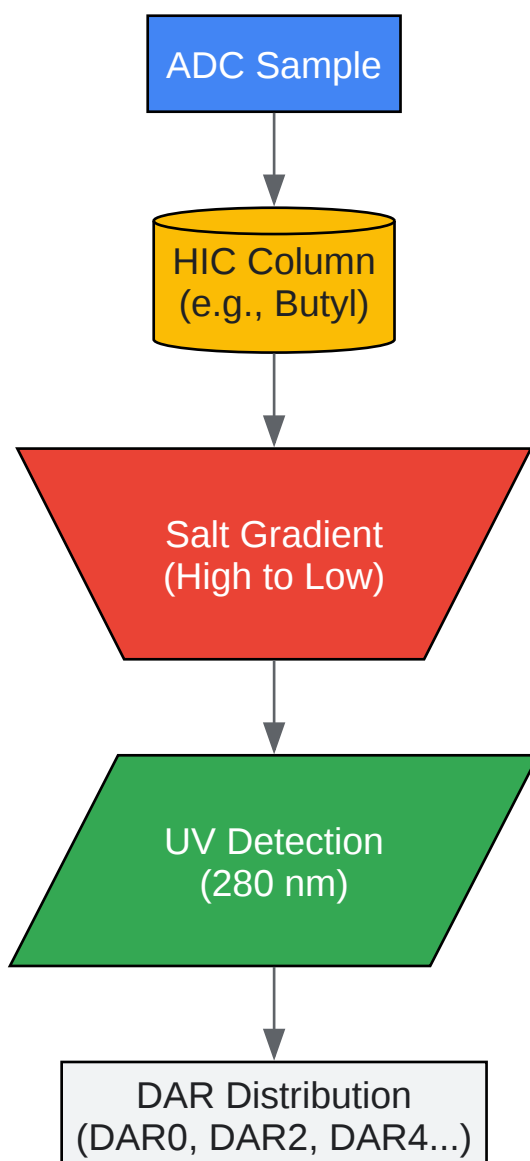 ADC Sample
HIC Column
(e.g., Butyl)
Salt Gradient
(High to Low)
UV Detection
(280 nm)
DAR Distribution
(DAR0, DAR2, DAR4...)